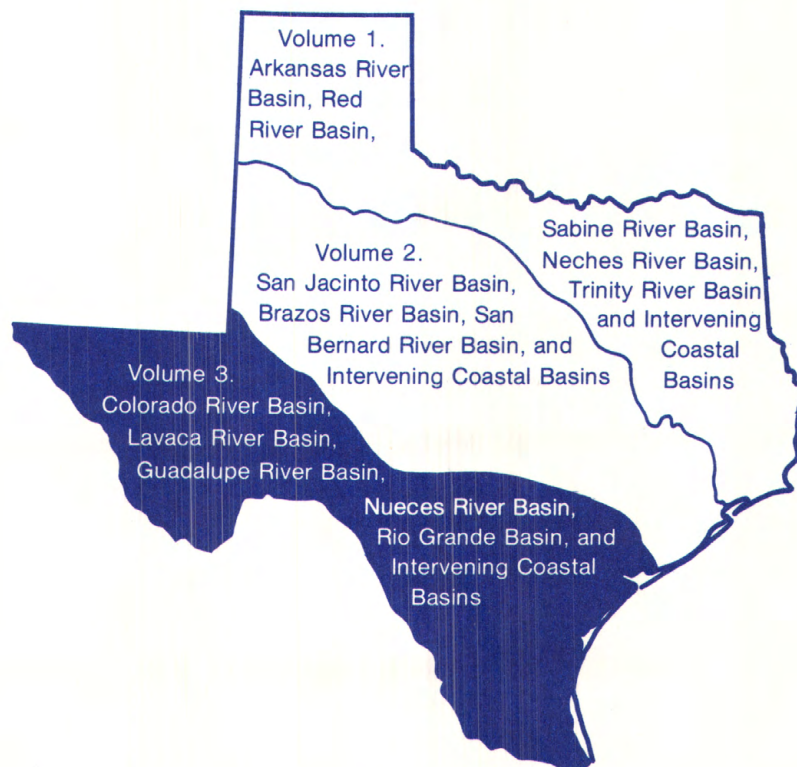 Volume 1.
Arkansas River
Basin, Red
River Basin,
Sabine River Basin,
Neches River Basin,
Trinity River Basin
and Intervening
Coastal
Basins
Volume 2.
San Jacinto River Basin,
Brazos River Basin, San
Bernard River Basin, and
Intervening Coastal Basins
Volume 3.
Colorado River Basin,
Lavaca River Basin,
Guadalupe River Basin,
Nueces River Basin,
Rio Grande Basin, and
Intervening Coastal
Basins